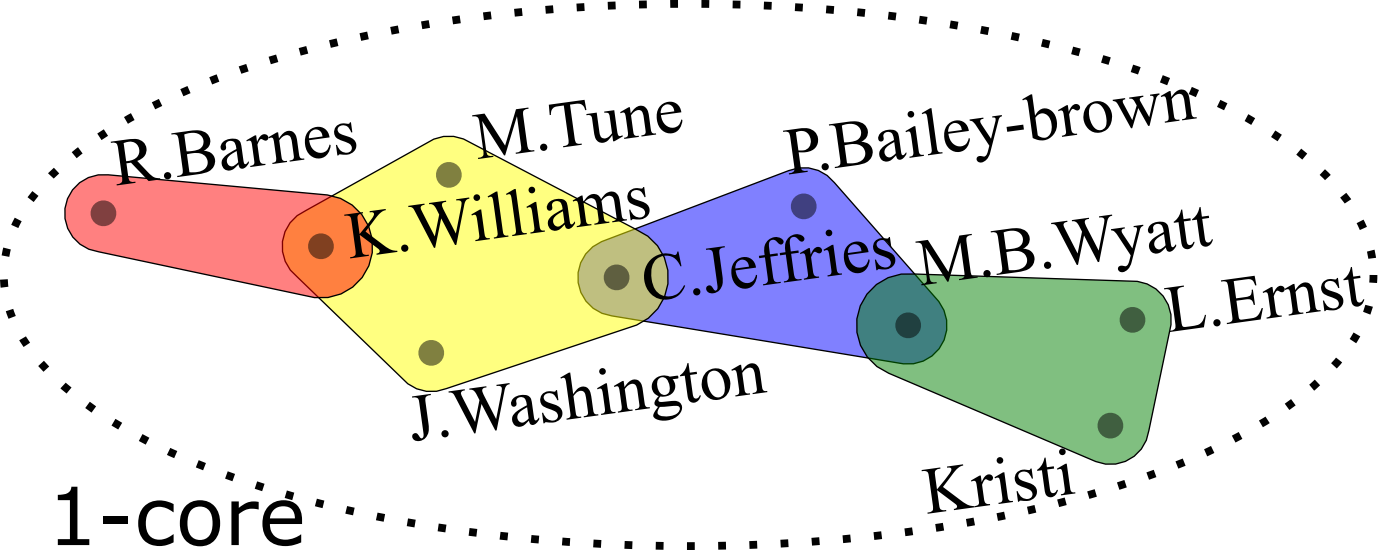 R.Barnes
M.Tune
P.Bailey-brown
K.Williams
C.Jeffries
M.B.Wyatt
L.Ernst
J.Washington
Kristi
1-core